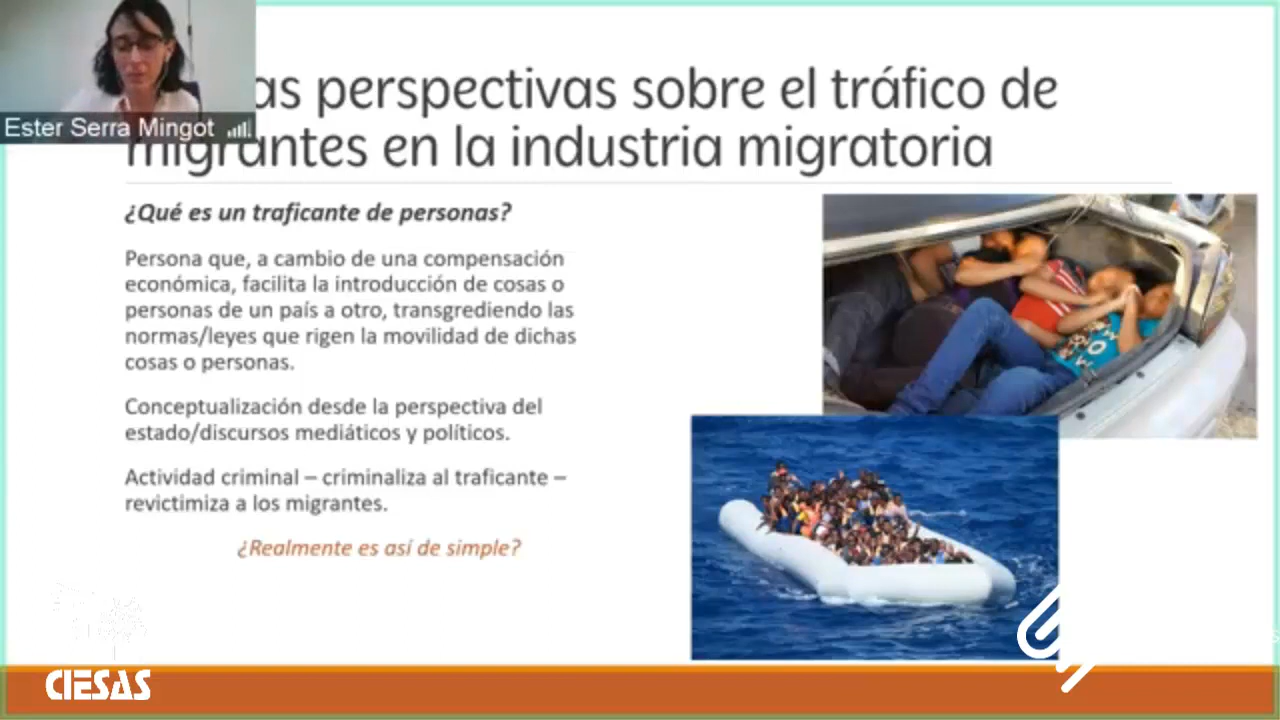 Ester Serra Mingot
as perspectivas sobre el tráfico de
migrantes en la industria migratoria
¿Qué es un traficante de personas?
Persona que, a cambio de una compensación
económica, facilita la introducción de cosas o
personas de un país a otro, transgrediendo las
normas/leyes que rigen la movilidad de dichas
cosas o personas.
Conceptualización desde la perspectiva del
estado/discursos mediáticos y políticos.
Actividad criminal – criminaliza al traficante –
revictimiza a los migrantes.
¿Realmente es así de simple?
CIESAS